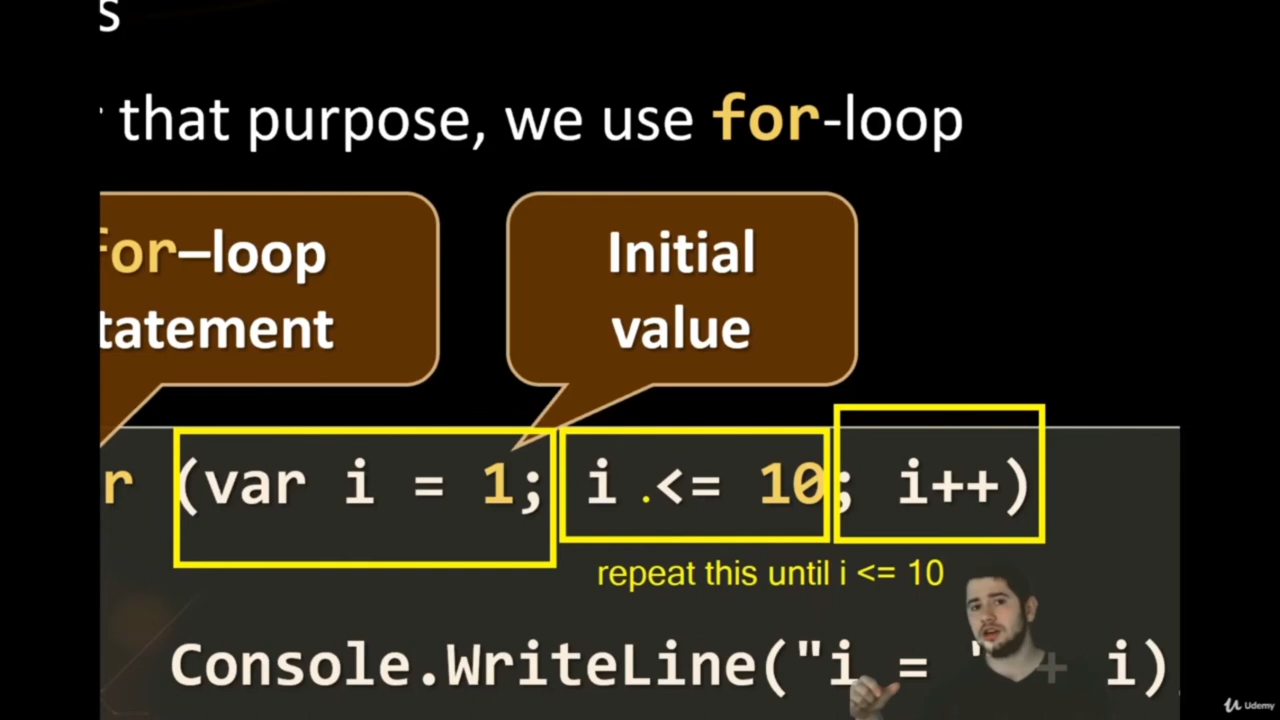 s
that purpose, we use for-loop
for–loop
statement
Initial
value
r (var i = 1; i <= 10; i++)
repeat this until i <= 10
Console.WriteLine("i = " + i)
Udemy